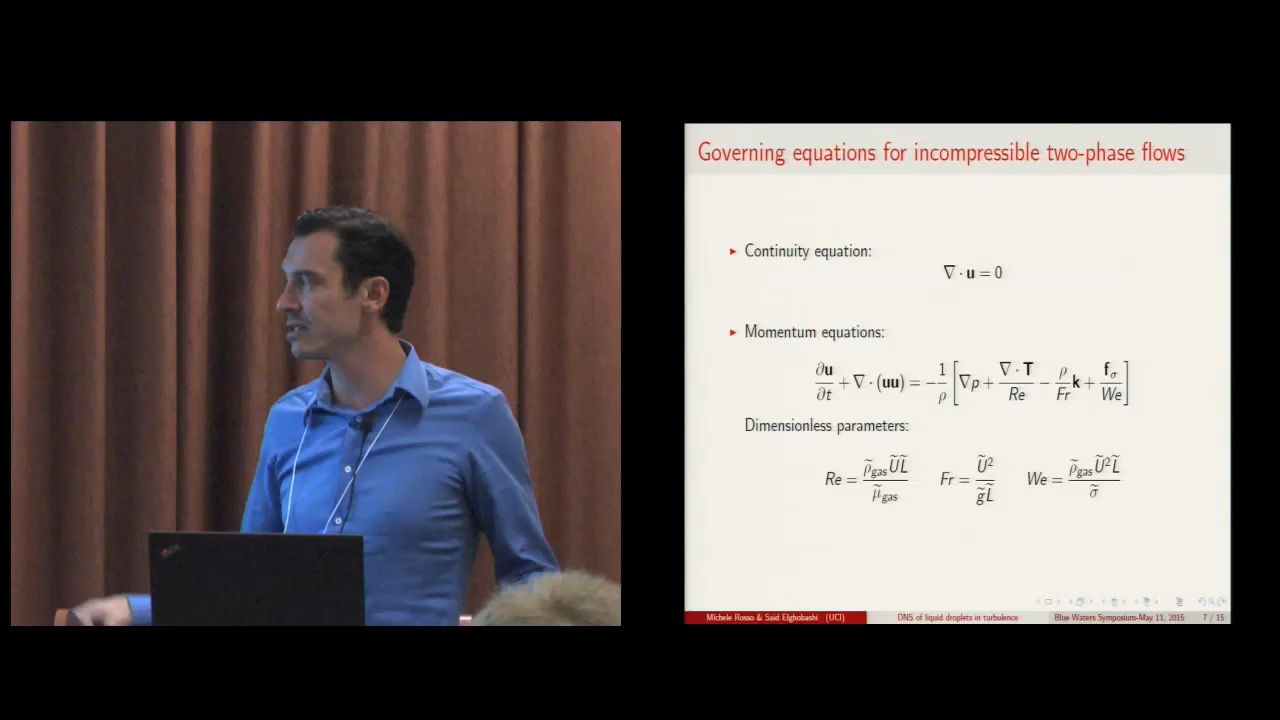 Governing equations for incompressible two-phase flows
▸ Continuity equation:
∇ · u = 0
▸ Momentum equations:
∂u/∂t + ∇ · (uu) = −1/ρ [∇p + ∇ · T/Re − ρ/Fr k + f_σ/We]
Dimensionless parameters:
Re = ρ̃_gas ŨL̃/μ̃_gas Fr = Ũ²/g̃L̃ We = ρ̃_gas Ũ²L̃/σ̃
Michele Rosso & Said Elghobashi (UCI) DNS of liquid droplets in turbulence Blue Waters Symposium-May 11, 2015 7 / 15